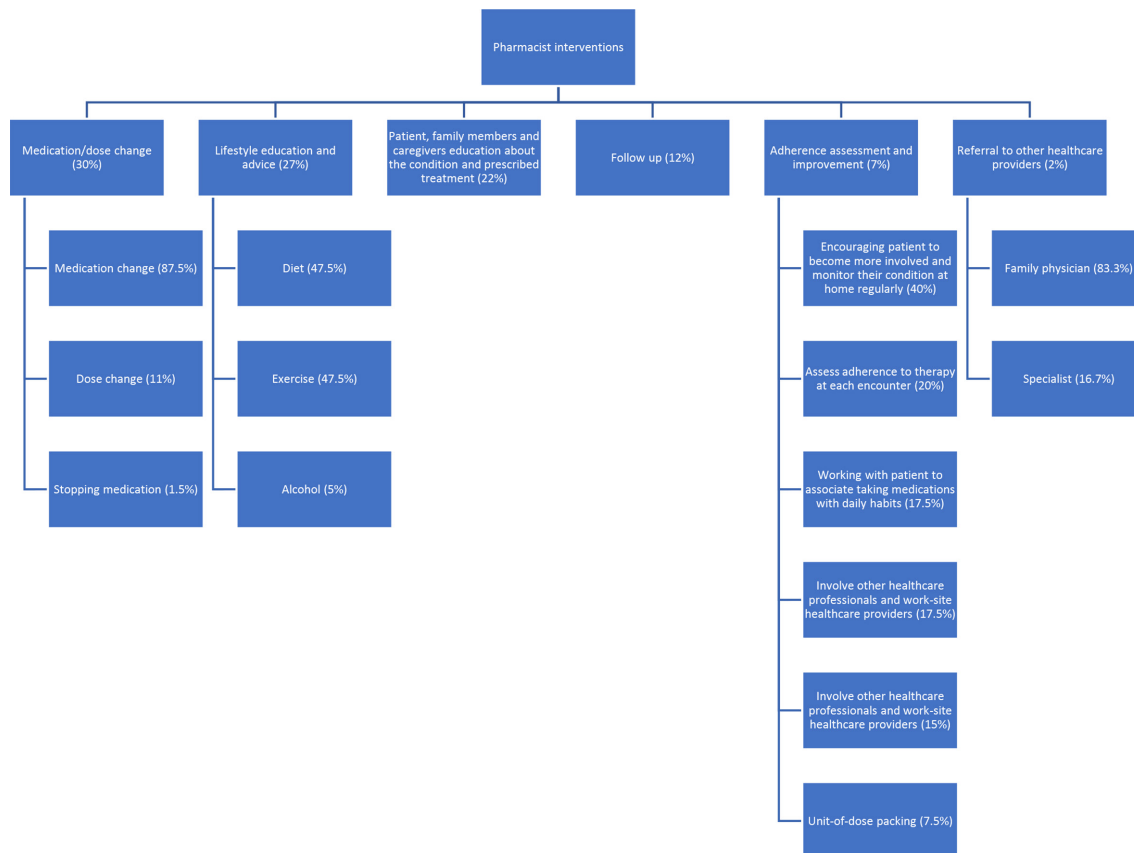 Pharmacist interventions
Medication/dose change
(30%)
Lifestyle education and
advice (27%)
Patient, family members and
caregivers education about
the condition and prescribed
treatment (22%)
Follow up (12%)
Adherence assessment and
improvement (7%)
Referral to other healthcare
providers (2%)
Medication change (87.5%)
Dose change (11%)
Stopping medication (1.5%)
Diet (47.5%)
Exercise (47.5%)
Alcohol (5%)
Encouraging patient to
become more involved and
monitor their condition at
home regularly (40%)
Assess adherence to therapy
at each encounter (20%)
Working with patient to
associate taking medications
with daily habits (17.5%)
Involve other healthcare
professionals and work-site
healthcare providers (17.5%)
Involve other healthcare
professionals and work-site
healthcare providers (15%)
Unit-of-dose packing (7.5%)
Family physician (83.3%)
Specialist (16.7%)